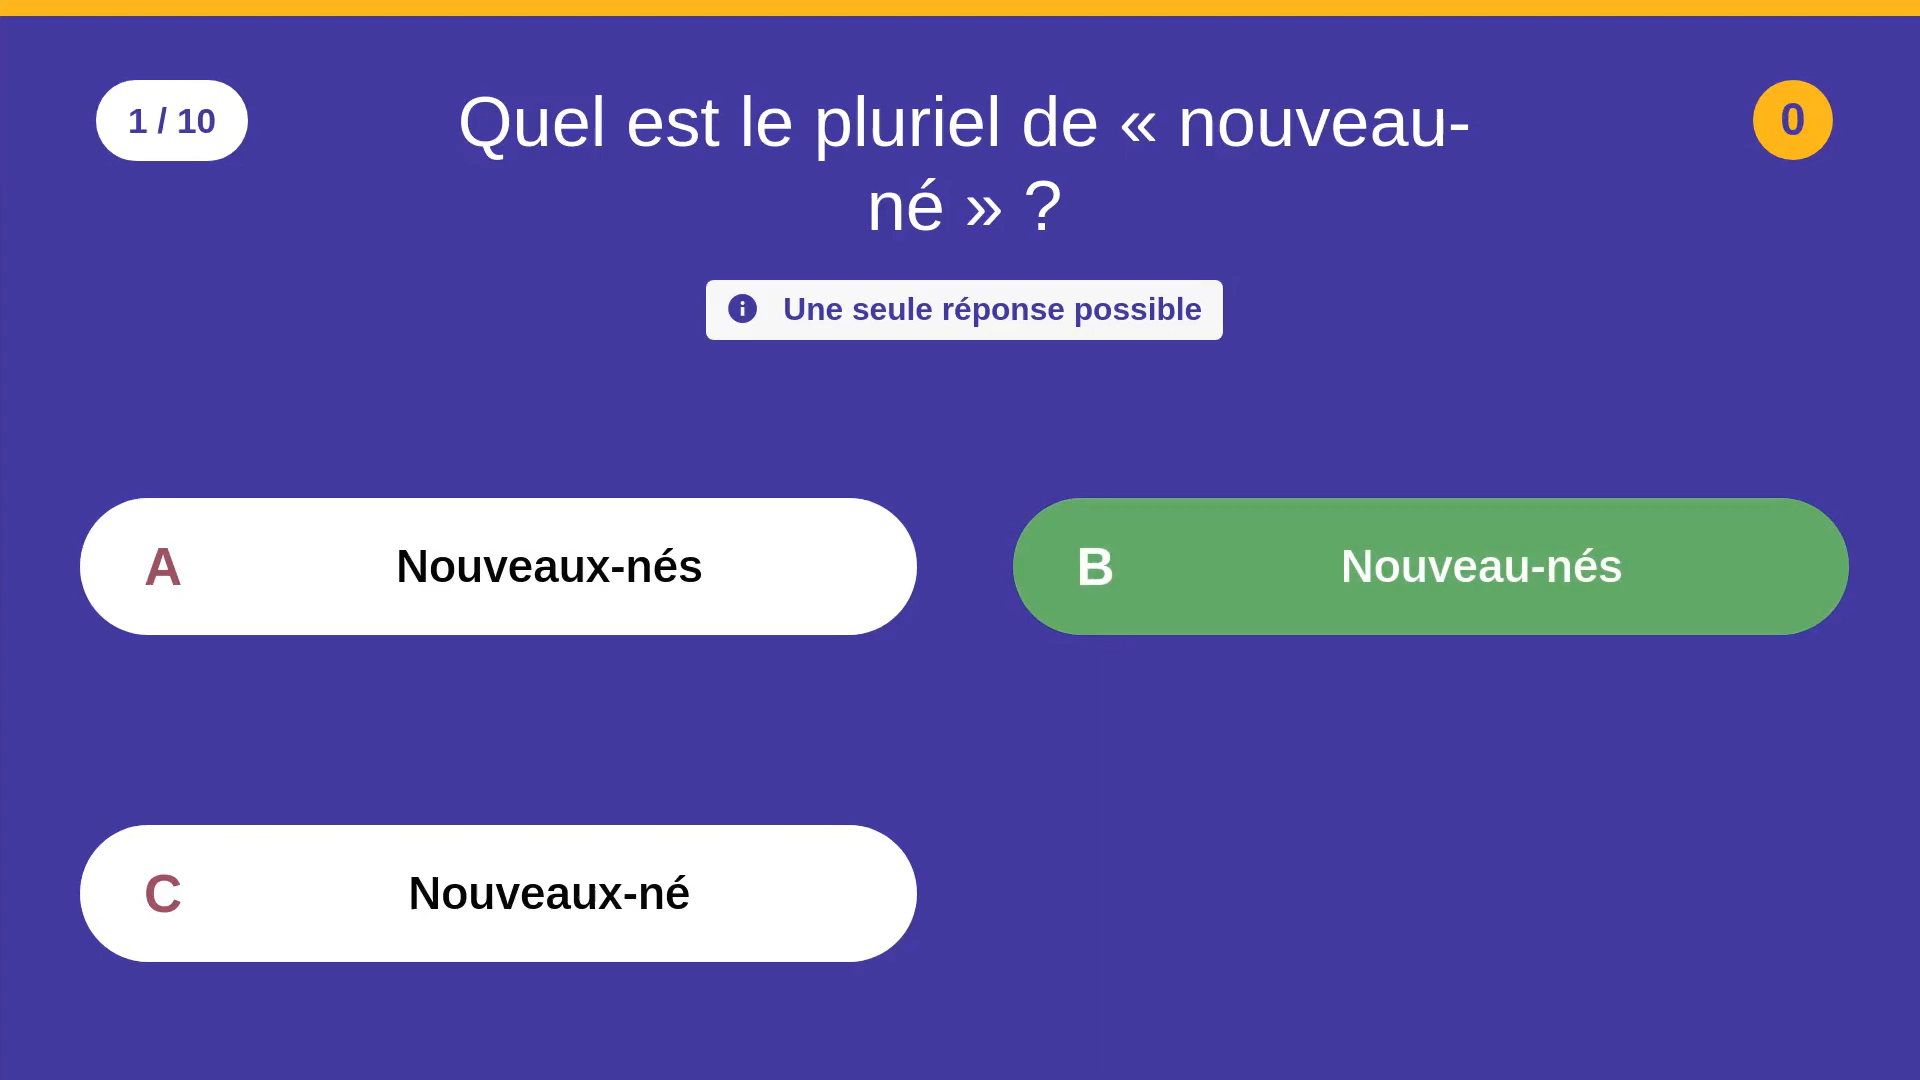 1 / 10
Quel est le pluriel de « nouveau-
né » ?
0
Une seule réponse possible
A Nouveaux-nés
B Nouveau-nés
C Nouveaux-né